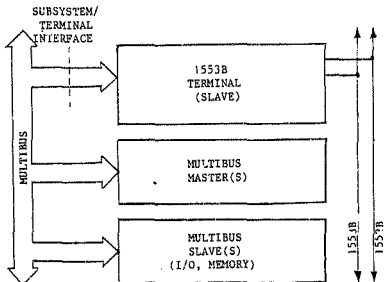 SUBSYSTEM/
TERMINAL
INTERFACE
1553B
TERMINAL
(SLAVE)
MULTIBUS
MULTIBUS
MASTER(S)
MULTIBUS
SLAVE(S)
(I/O, MEMORY)
1553B
1553B